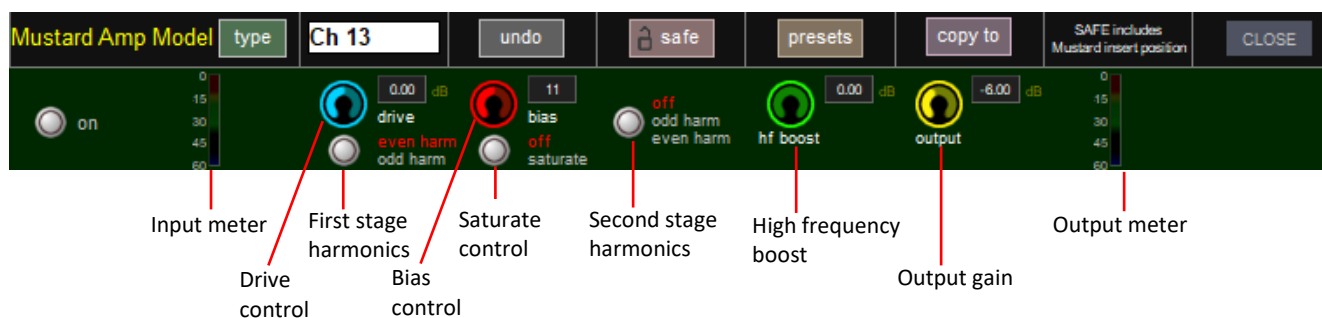 Mustard Amp Model type Ch 13 undo safe presets copy to SAFE includes CLOSE
Mustard insert position
0 0.00 dB 11 0.00 dB -6.00 dB 0
15 drive bias off 15
on 30 odd harm 30
45 even harm off even harm hf boost output 45
60 odd harm saturate 60
Input meter First stage Saturate Second stage High frequency Output meter
harmonics control harmonics boost
Drive Bias Output gain
control control